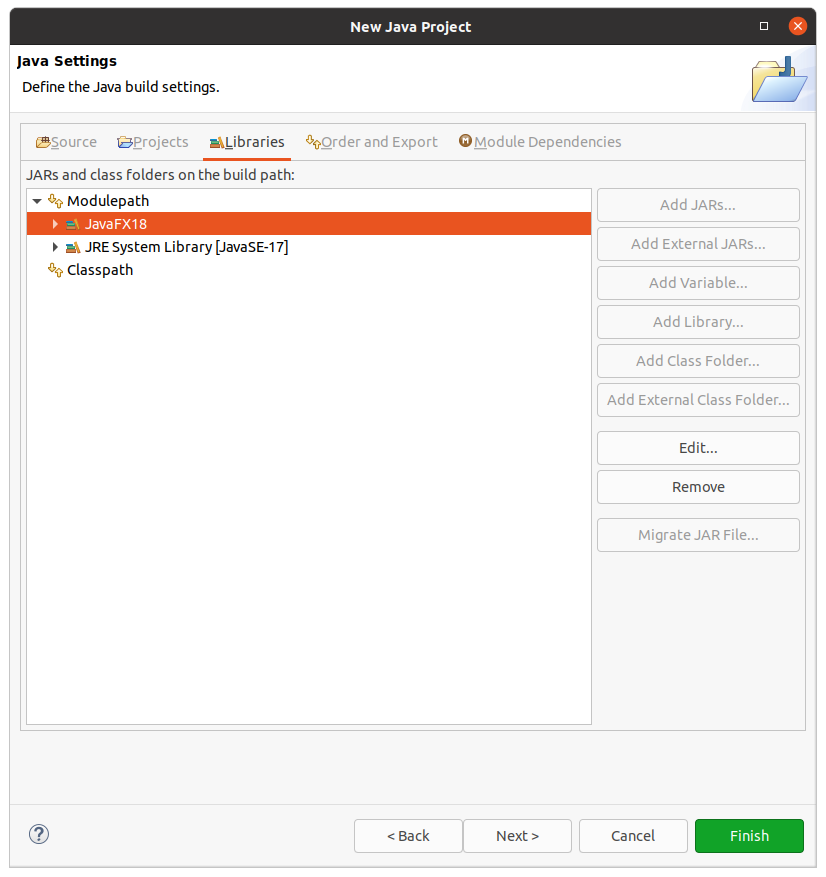 New Java Project
Java Settings
Define the Java build settings.
Source Projects Libraries Order and Export Module Dependencies
JARs and class folders on the build path:
Modulepath
JavaFX18
JRE System Library [JavaSE-17]
Classpath
Add JARs...
Add External JARs...
Add Variable...
Add Library...
Add Class Folder...
Add External Class Folder...
Edit...
Remove
Migrate JAR File...
? < Back Next > Cancel Finish